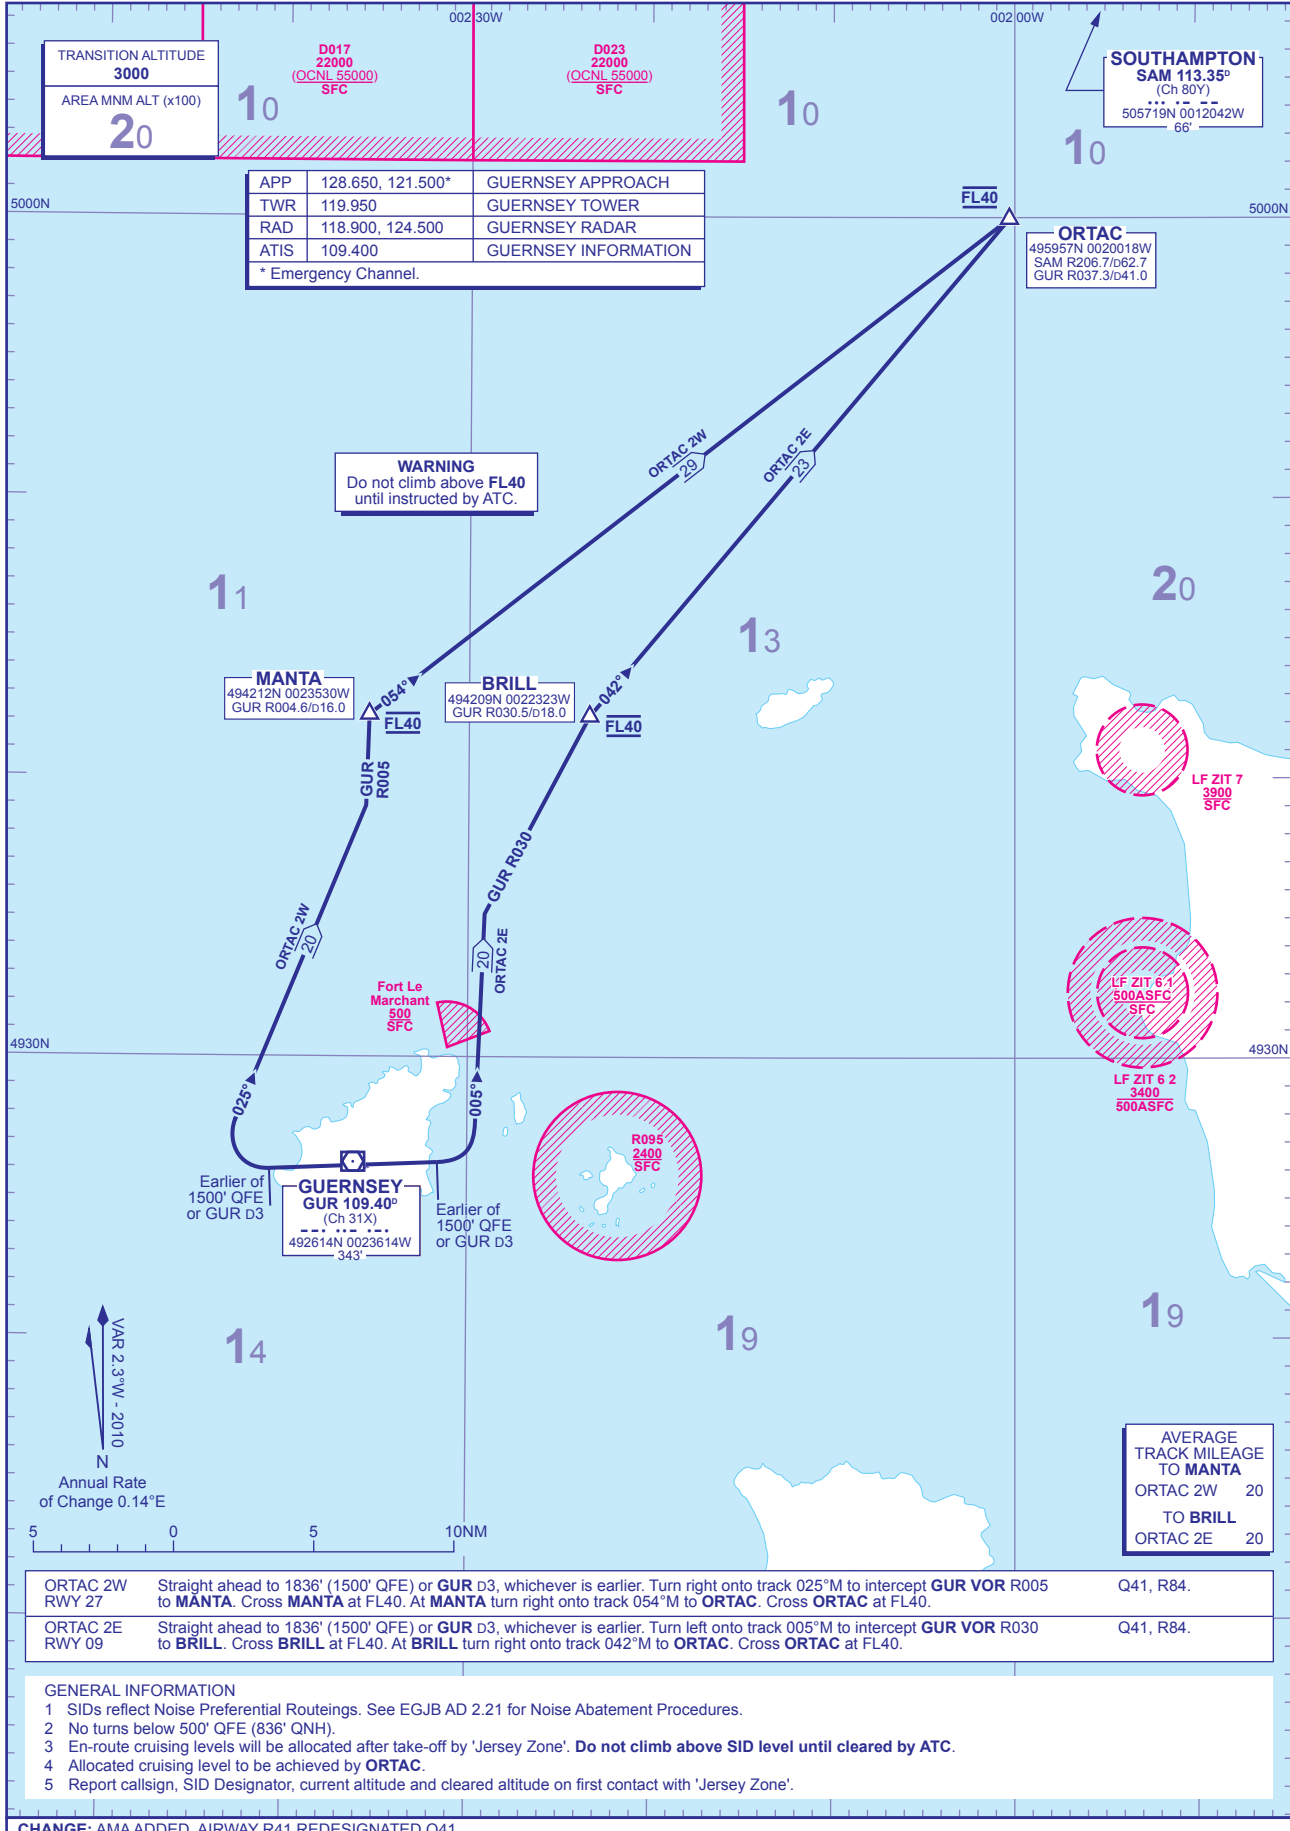 002 30W
002 00W
TRANSITION ALTITUDE
3000
AREA MNM ALT (x100)
20
10
D017
22000
(OCNL 55000)
SFC
D023
22000
(OCNL 55000)
SFC
10
SOUTHAMPTON
SAM 113.35D
(Ch 80Y)
505719N 0012042W
66'
10
APP 128.650, 121.500* GUERNSEY APPROACH
TWR 119.950 GUERNSEY TOWER
RAD 118.900, 124.500 GUERNSEY RADAR
ATIS 109.400 GUERNSEY INFORMATION
* Emergency Channel.
5000N
5000N
FL40
ORTAC
495957N 0020018W
SAM R206.7/D62.7
GUR R037.3/D41.0
ORTAC 2W
29
ORTAC 2E
23
WARNING
Do not climb above FL40
until instructed by ATC.
11
13
20
MANTA
494212N 0023530W
GUR R004.6/D16.0
054°
FL40
BRILL
494209N 0022323W
GUR R030.5/D18.0
042°
FL40
GUR
R005
GUR R030
LF ZIT 7
3900
SFC
ORTAC 2W
20
ORTAC 2E
20
Fort Le
Marchant
500
SFC
LF ZIT 6 1
500ASFC
SFC
4930N
4930N
LF ZIT 6 2
3400
500ASFC
025°
005°
R095
2400
SFC
Earlier of
1500' QFE
or GUR D3
GUERNSEY
GUR 109.40D
(Ch 31X)
492614N 0023614W
343'
Earlier of
1500' QFE
or GUR D3
14
19
19
VAR 2.3°W - 2010
N
Annual Rate
of Change 0.14°E
5 0 5 10NM
AVERAGE
TRACK MILEAGE
TO MANTA
ORTAC 2W 20
TO BRILL
ORTAC 2E 20
ORTAC 2W Straight ahead to 1836' (1500' QFE) or GUR D3, whichever is earlier. Turn right onto track 025°M to intercept GUR VOR R005 Q41, R84.
RWY 27 to MANTA. Cross MANTA at FL40. At MANTA turn right onto track 054°M to ORTAC. Cross ORTAC at FL40.
ORTAC 2E Straight ahead to 1836' (1500' QFE) or GUR D3, whichever is earlier. Turn left onto track 005°M to intercept GUR VOR R030 Q41, R84.
RWY 09 to BRILL. Cross BRILL at FL40. At BRILL turn right onto track 042°M to ORTAC. Cross ORTAC at FL40.
GENERAL INFORMATION
1 SIDs reflect Noise Preferential Routeings. See EGJB AD 2.21 for Noise Abatement Procedures.
2 No turns below 500' QFE (836' QNH).
3 En-route cruising levels will be allocated after take-off by 'Jersey Zone'. Do not climb above SID level until cleared by ATC.
4 Allocated cruising level to be achieved by ORTAC.
5 Report callsign, SID Designator, current altitude and cleared altitude on first contact with 'Jersey Zone'.
CHANGE: AMA ADDED. AIRWAY R41 REDESIGNATED Q41.